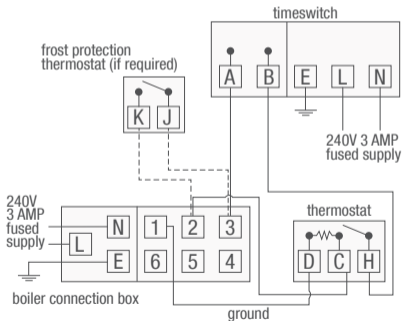 timeswitch
frost protection
thermostat (if required)
A B E L N
K J
240V 3 AMP
fused supply
240V
3 AMP
fused
supply
N 1 2 3
L
E 6 5 4
thermostat
D C H
boiler connection box
ground